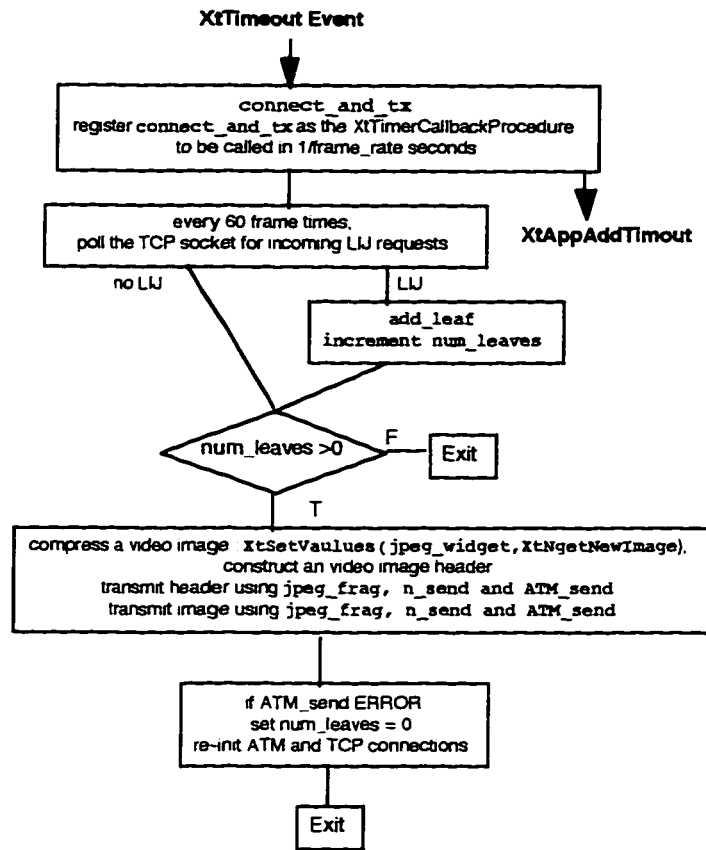 XtTimeout Event
connect_and_tx
register connect_and_tx as the XtTimerCallbackProcedure
to be called in 1/frame_rate seconds
every 60 frame times,
poll the TCP socket for incoming LIJ requests
XtAppAddTimout
no LIJ
LIJ
add_leaf
increment num_leaves
num_leaves >0
F
Exit
T
compress a video image XtSetVaulues(jpeg_widget,XtNgetNewImage),
construct an video image header
transmit header using jpeg_frag, n_send and ATM_send
transmit image using jpeg_frag, n_send and ATM_send
if ATM_send ERROR
set num_leaves = 0
re-init ATM and TCP connections
Exit